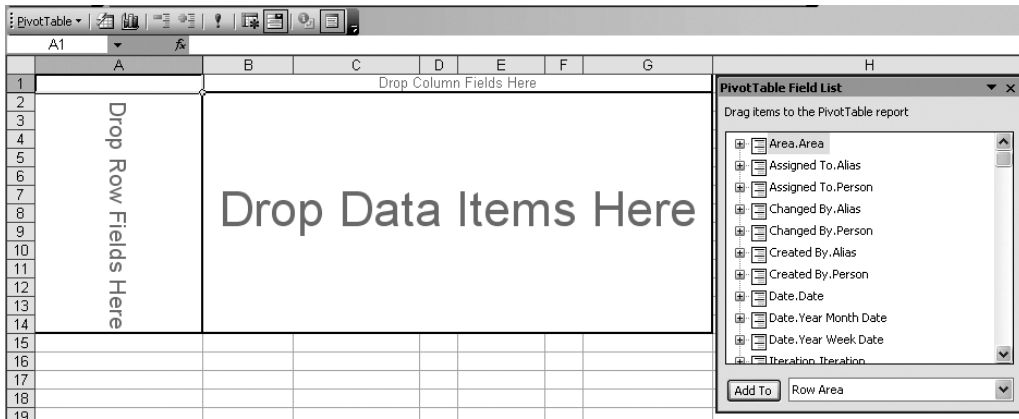 PivotTable
A1 fx
A B C D E F G H
1 Drop Column Fields Here
2
3
4
5
6
7
8
9
10
11
12
13
14
15
16
17
18
19
Drop Row Fields Here
Drop Data Items Here
PivotTable Field List
Drag items to the PivotTable report
Area.Area
Assigned To.Alias
Assigned To.Person
Changed By.Alias
Changed By.Person
Created By.Alias
Created By.Person
Date.Date
Date.Year Month Date
Date.Year Week Date
Iteration.Iteration
Add To Row Area